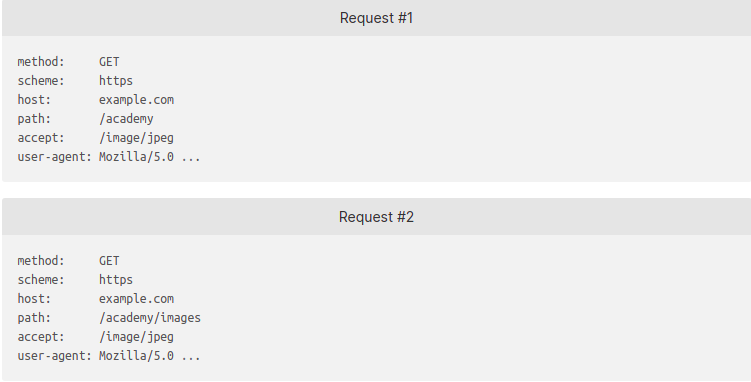 Request #1
method: GET
scheme: https
host: example.com
path: /academy
accept: /image/jpeg
user-agent: Mozilla/5.0 ...
Request #2
method: GET
scheme: https
host: example.com
path: /academy/images
accept: /image/jpeg
user-agent: Mozilla/5.0 ...